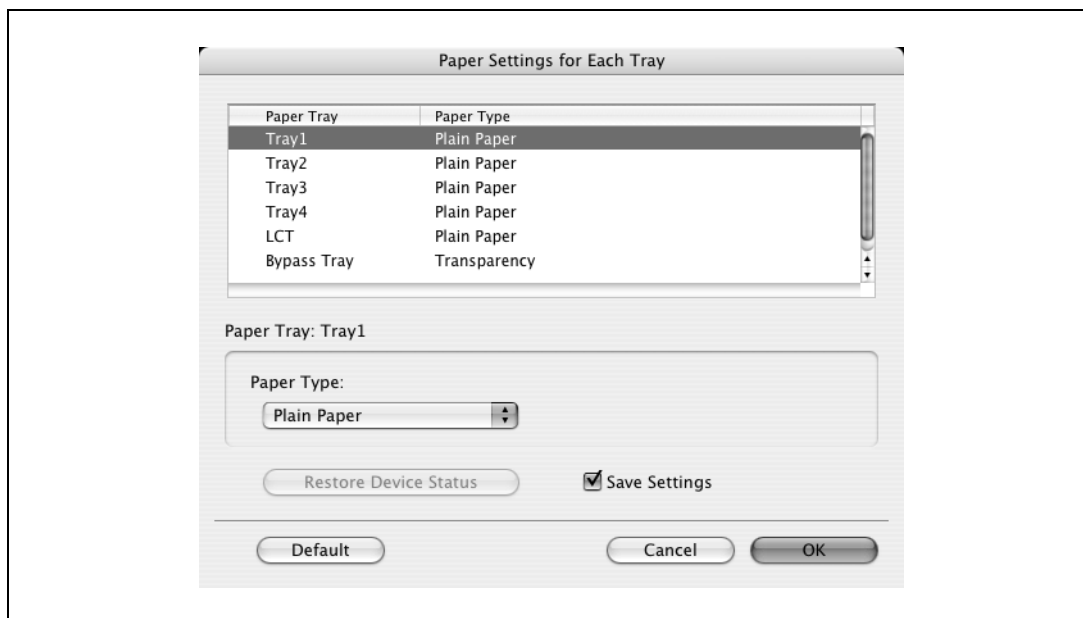 Paper Settings for Each Tray
Paper Tray Paper Type
Tray1 Plain Paper
Tray2 Plain Paper
Tray3 Plain Paper
Tray4 Plain Paper
LCT Plain Paper
Bypass Tray Transparency
Paper Tray: Tray1
Paper Type:
Plain Paper
Restore Device Status Save Settings
Default Cancel OK